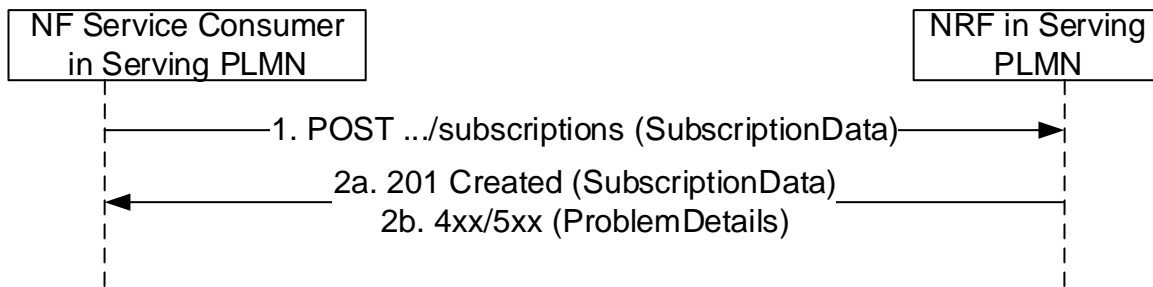 NF Service Consumer
in Serving PLMN
NRF in Serving
PLMN
1. POST .../subscriptions (SubscriptionData)
2a. 201 Created (SubscriptionData)
2b. 4xx/5xx (ProblemDetails)